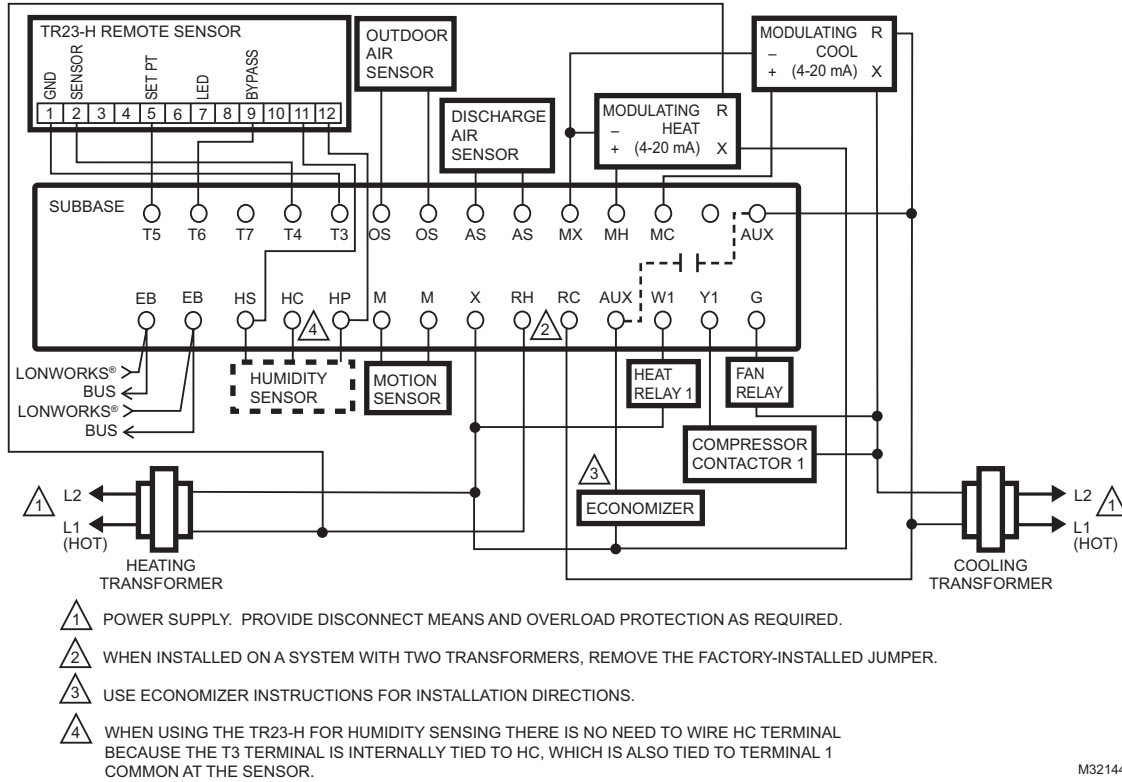 TR23-H REMOTE SENSOR
GND
SENSOR
SET PT
LED
BYPASS
1 2 3 4 5 6 7 8 9 10 11 12
OUTDOOR
AIR
SENSOR
DISCHARGE
AIR
SENSOR
MODULATING R
– HEAT
+ (4-20 mA) X
MODULATING R
– COOL
+ (4-20 mA) X
SUBBASE
T5 T6 T7 T4 T3 OS OS AS AS MX MH MC AUX
EB EB HS HC HP M M X RH RC AUX W1 Y1 G
4
2
LONWORKS®
BUS
LONWORKS®
BUS
HUMIDITY
SENSOR
MOTION
SENSOR
HEAT
RELAY 1
FAN
RELAY
COMPRESSOR
CONTACTOR 1
3
ECONOMIZER
1
L2
L1
(HOT)
HEATING
TRANSFORMER
L2
1
L1
(HOT)
COOLING
TRANSFORMER
1 POWER SUPPLY. PROVIDE DISCONNECT MEANS AND OVERLOAD PROTECTION AS REQUIRED.
2 WHEN INSTALLED ON A SYSTEM WITH TWO TRANSFORMERS, REMOVE THE FACTORY-INSTALLED JUMPER.
3 USE ECONOMIZER INSTRUCTIONS FOR INSTALLATION DIRECTIONS.
4 WHEN USING THE TR23-H FOR HUMIDITY SENSING THERE IS NO NEED TO WIRE HC TERMINAL
BECAUSE THE T3 TERMINAL IS INTERNALLY TIED TO HC, WHICH IS ALSO TIED TO TERMINAL 1
COMMON AT THE SENSOR.
M32144